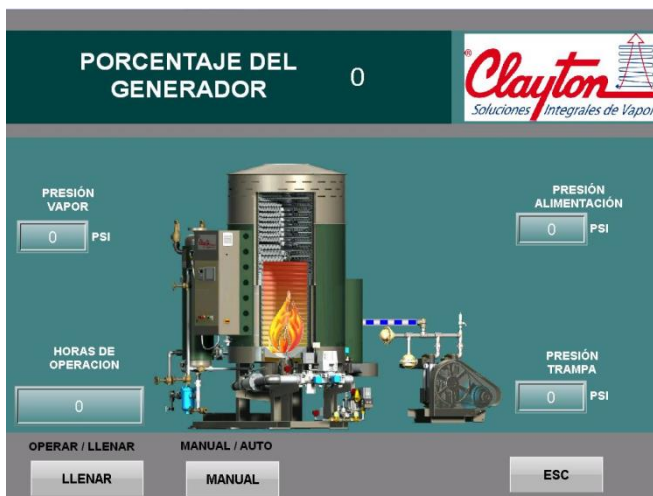 PORCENTAJE DEL
GENERADOR
0
®
Clayton
Soluciones Integrales de Vapor
PRESIÓN
VAPOR
0 PSI
PRESIÓN
ALIMENTACIÓN
0 PSI
HORAS DE
OPERACION
0
PRESIÓN
TRAMPA
0 PSI
OPERAR / LLENAR
MANUAL / AUTO
LLENAR
MANUAL
ESC